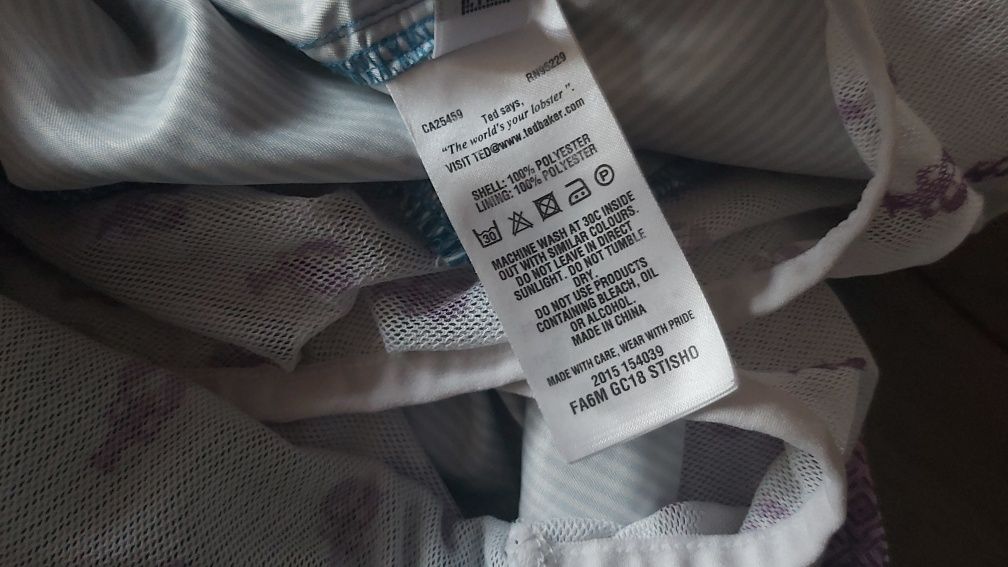 CA25459 RN96229
Ted says,
"The world's your lobster".
VISIT TED@www.tedbaker.com
SHELL: 100% POLYESTER
LINING: 100% POLYESTER
30 P
MACHINE WASH AT 30C INSIDE
OUT WITH SIMILAR COLOURS.
DO NOT LEAVE IN DIRECT
SUNLIGHT. DO NOT TUMBLE
DRY.
DO NOT USE PRODUCTS
CONTAINING BLEACH, OIL
OR ALCOHOL.
MADE IN CHINA
MADE WITH CARE, WEAR WITH PRIDE
2015 154039
FA6M GC18 STISHO